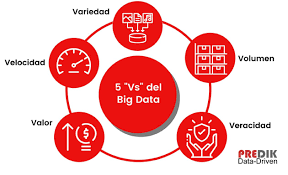 Variedad
Velocidad
Volumen
5 "Vs" del
Big Data
Valor
Veracidad
PREDIK
Data-Driven